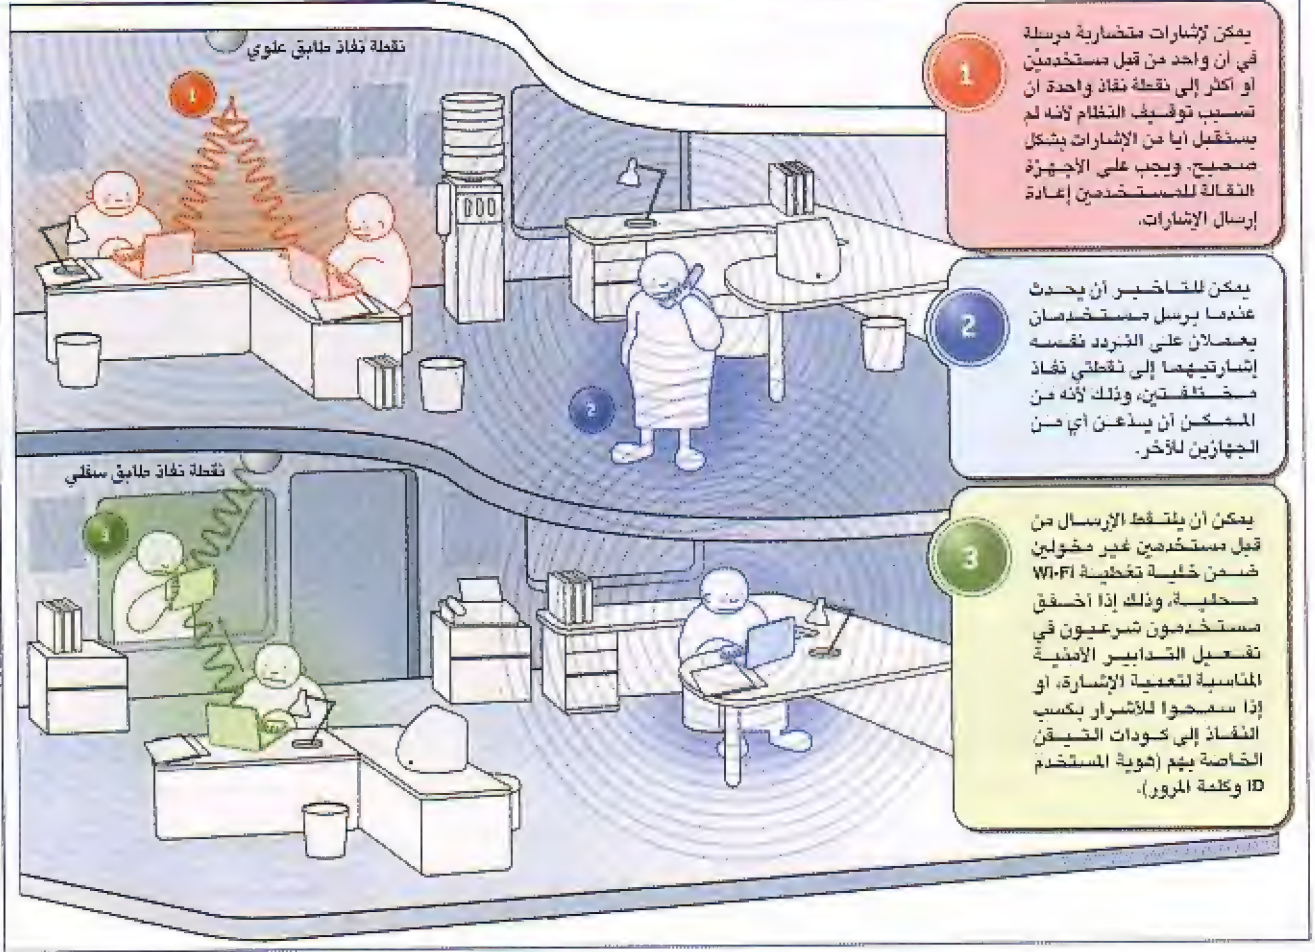 نقطة نفاذ طابق علوي
1
1
يمكن لإشارات متضاربة مرسلة
في آن واحد من قبل مستخدمين
أو أكثر إلى نقطة نفاذ واحدة أن
تسبب توقيف النظام لأنه لم
يستقبل أيا من الإشارات بشكل
صحيح. ويجب على الأجهزة
النقالة للمستخدمين إعادة
إرسال الإشارات.
2
2
يمكن للتأخير أن يحدث
عندما يرسل مستخدمان
يعملان على التردد نفسه
إشارتيهما إلى نقطتي نفاذ
مختلفتين، وذلك لأنه من
الممكن أن يذعن أي من
الجهازين للآخر.
نقطة نفاذ طابق سفلي
3
3
يمكن أن يلتقط الإرسال من
قبل مستخدمين غير مخولين
ضمن خلية تغطية Wi-Fi
محلية، وذلك إذا أخفق
مستخدمون شرعيون في
تفعيل التدابير الأمنية
المناسبة لتعمية الإشارة، أو
إذا سمحوا للأشرار بكسب
النفاذ إلى كودات التيقن
الخاصة بهم (هوية المستخدم
ID وكلمة المرور).